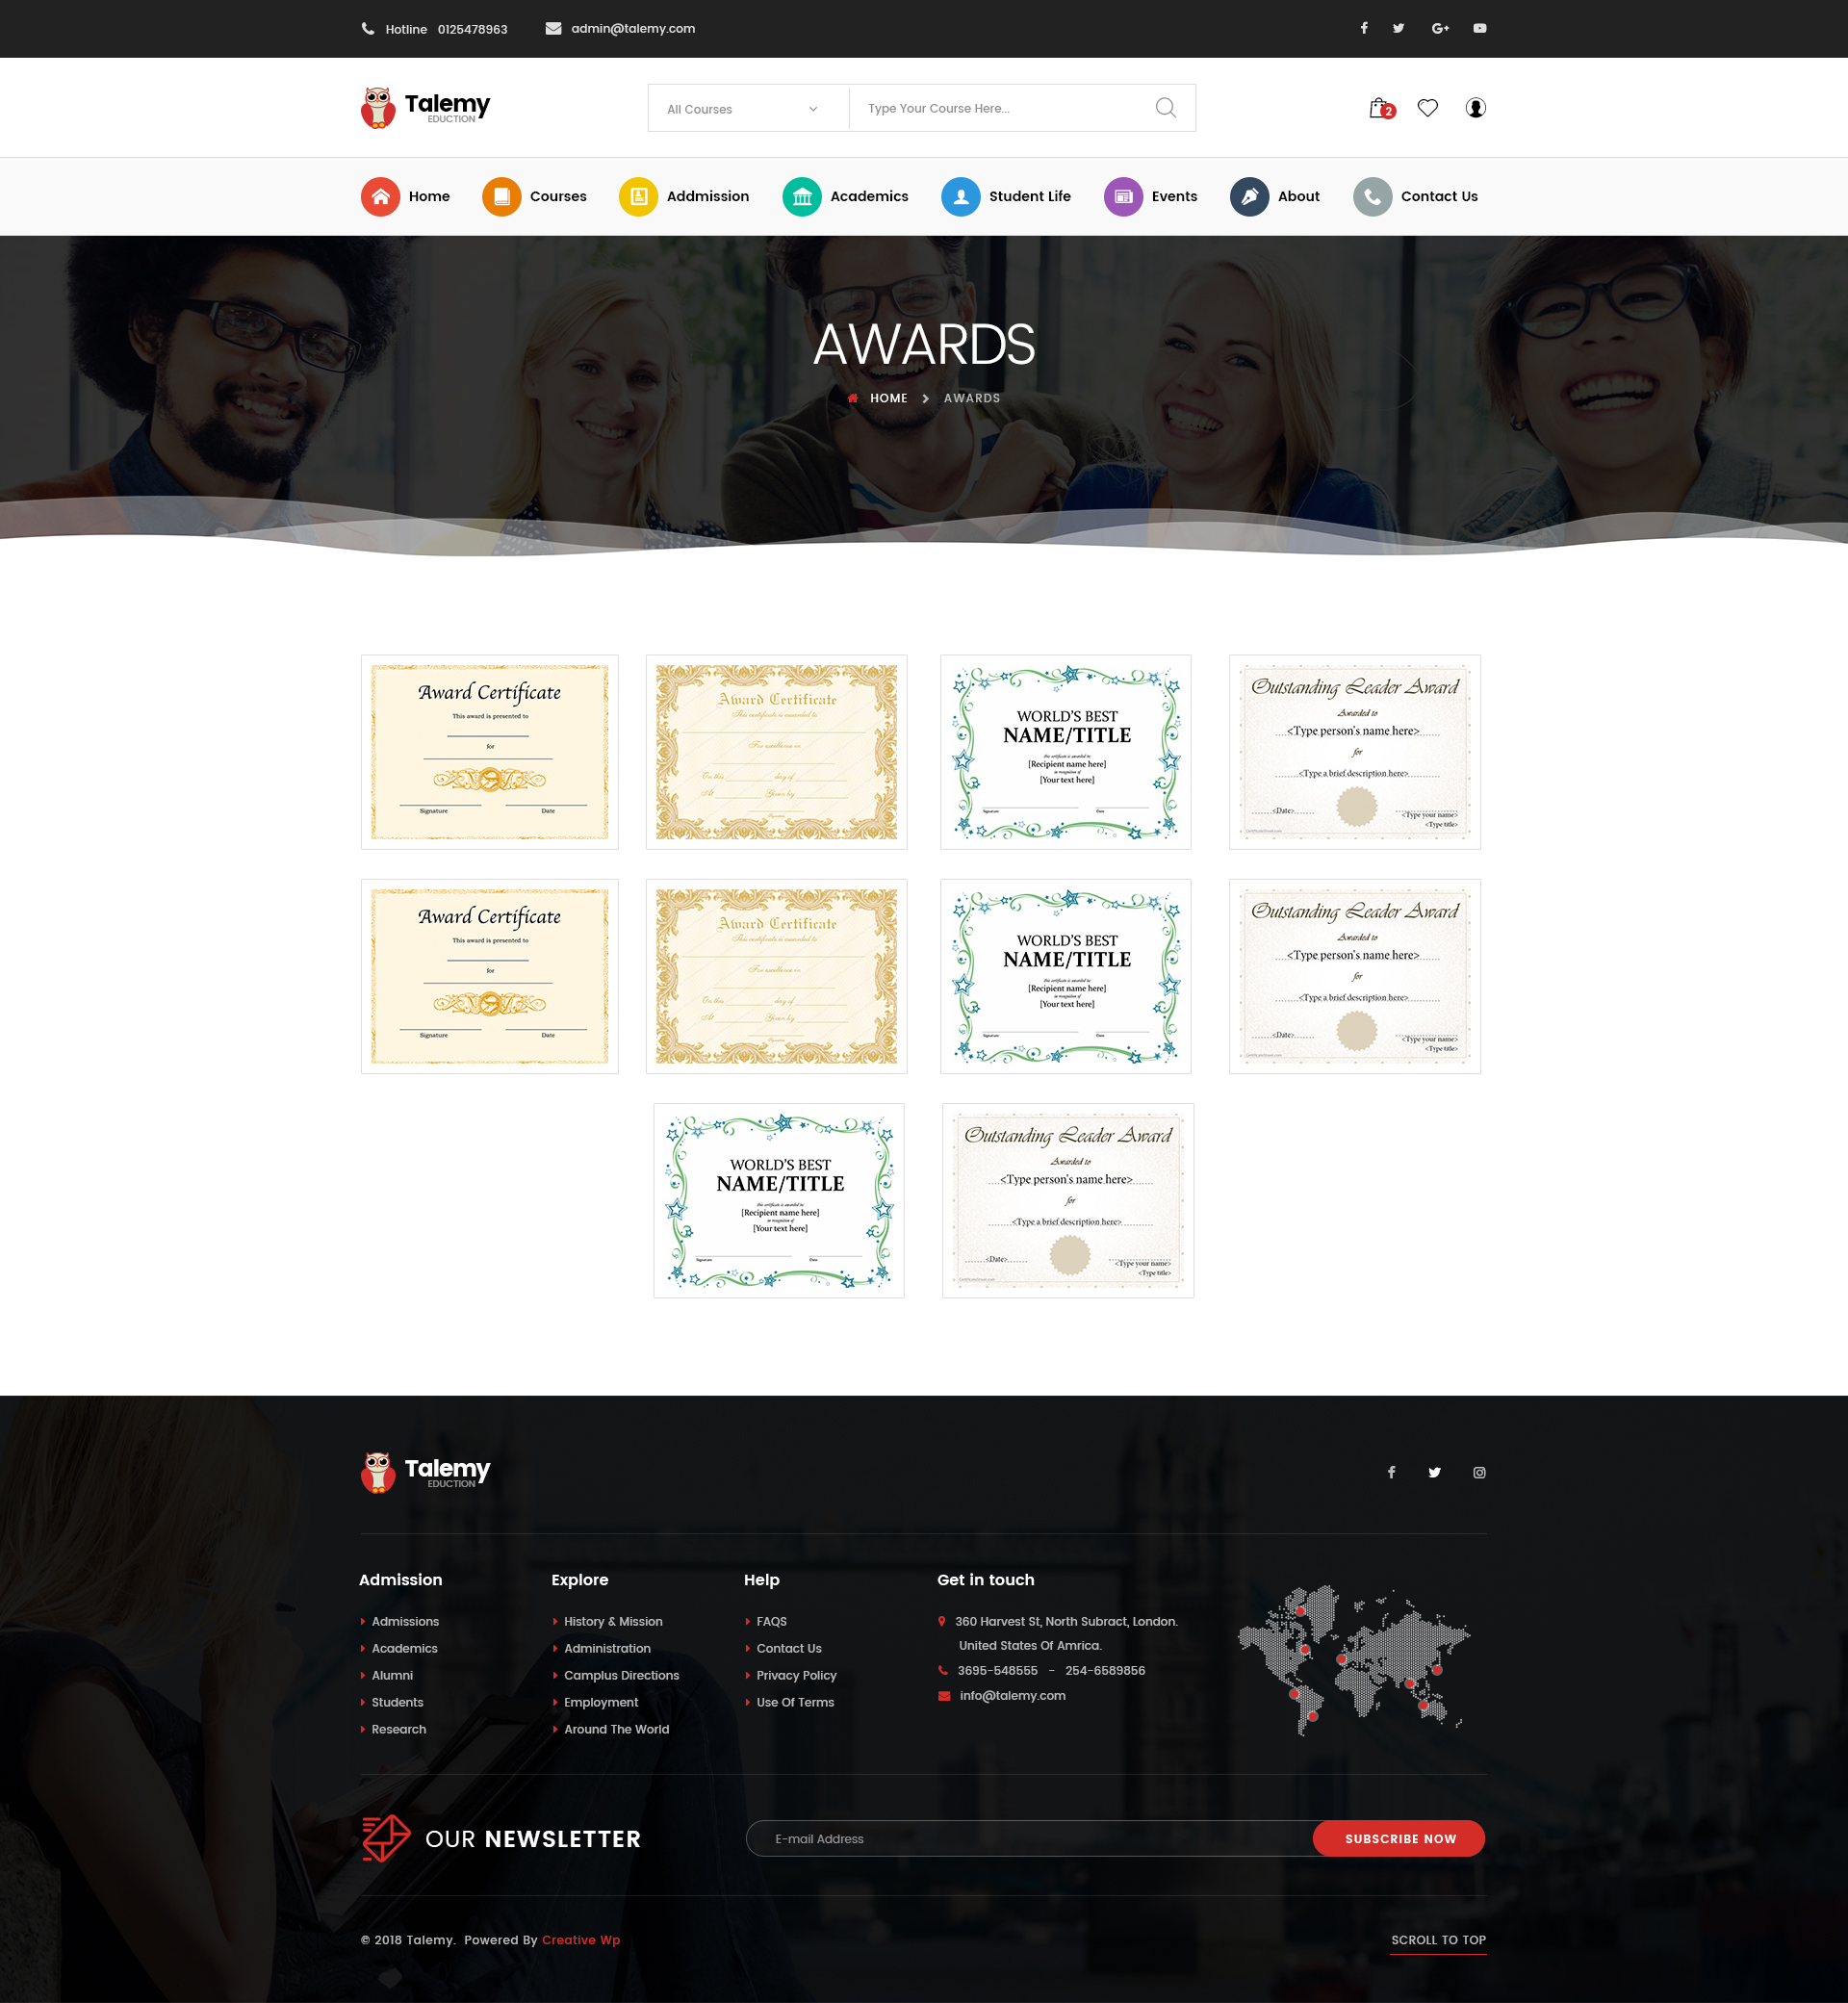 Hotline 0125478963 admin@talemy.com
Talemy
EDUCTION
All Courses
Type Your Course Here...
2
Home Courses Addmission Academics Student Life Events About Contact Us
AWARDS
HOME AWARDS
Award Certificate
This award is presented to
for
Signature Date
Award Certificate
This certificate is awarded to
For excellence in
On this day of
At Given by
WORLD'S BEST
NAME/TITLE
this certificate is awarded to
[Recipient name here]
in recognition of
[Your text here]
Signature Date
Outstanding Leader Award
Awarded to
<Type person's name here>
for
<Type a brief description here>
<Date>
<Type your name>
<Type title>
Award Certificate
This award is presented to
for
Signature Date
Award Certificate
This certificate is awarded to
For excellence in
On this day of
At Given by
WORLD'S BEST
NAME/TITLE
this certificate is awarded to
[Recipient name here]
in recognition of
[Your text here]
Signature Date
Outstanding Leader Award
Awarded to
<Type person's name here>
for
<Type a brief description here>
<Date>
<Type your name>
<Type title>
WORLD'S BEST
NAME/TITLE
this certificate is awarded to
[Recipient name here]
in recognition of
[Your text here]
Signature Date
Outstanding Leader Award
Awarded to
<Type person's name here>
for
<Type a brief description here>
<Date>
<Type your name>
<Type title>
Talemy
EDUCTION
Admission
Admissions
Academics
Alumni
Students
Research
Explore
History & Mission
Administration
Camplus Directions
Employment
Around The World
Help
FAQS
Contact Us
Privacy Policy
Use Of Terms
Get in touch
360 Harvest St, North Subract, London.
United States Of Amrica.
3695-548555 - 254-6589856
info@talemy.com
OUR NEWSLETTER
E-mail Address
SUBSCRIBE NOW
© 2018 Talemy. Powered By Creative Wp
SCROLL TO TOP